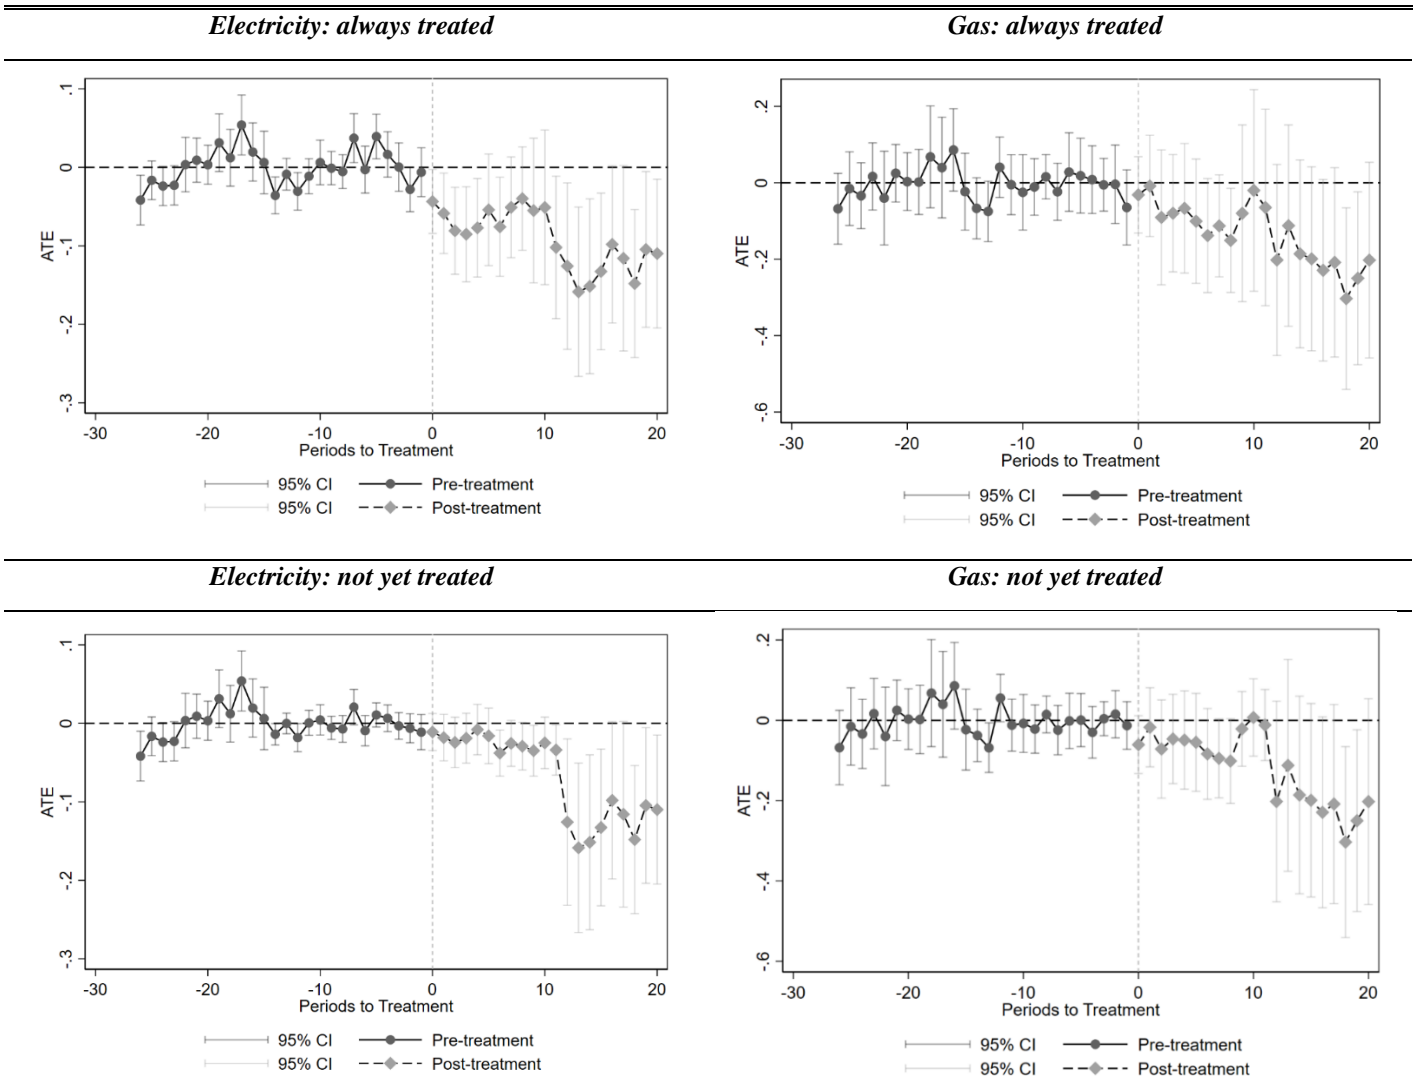 Electricity: always treated
Gas: always treated
.1
0
-.1
-.2
-.3
ATE
-30 -20 -10 0 10 20
Periods to Treatment
95% CI Pre-treatment
95% CI Post-treatment
.2
0
-.2
-.4
-.6
ATE
-30 -20 -10 0 10 20
Periods to Treatment
95% CI Pre-treatment
95% CI Post-treatment
Electricity: not yet treated
Gas: not yet treated
.1
0
-.1
-.2
-.3
ATE
-30 -20 -10 0 10 20
Periods to Treatment
95% CI Pre-treatment
95% CI Post-treatment
.2
0
-.2
-.4
-.6
ATE
-30 -20 -10 0 10 20
Periods to Treatment
95% CI Pre-treatment
95% CI Post-treatment